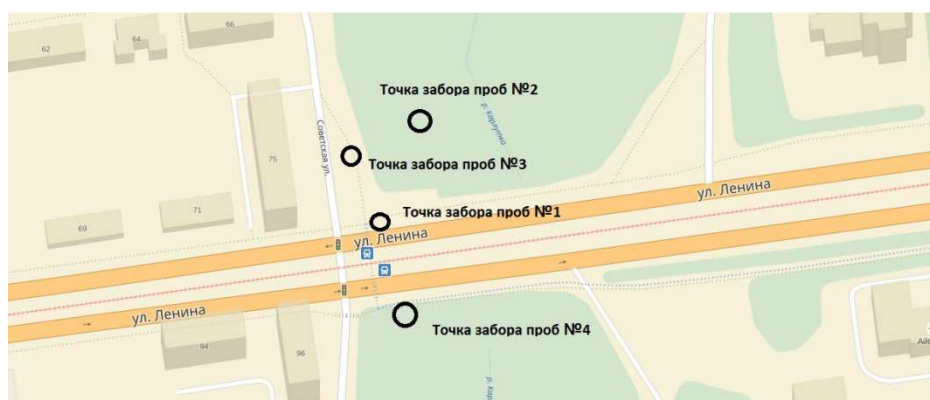 66
64
62
Точка забора проб №2
р. Карлутка
Советская ул.
75
Точка забора проб №3
ул. Ленина
Точка забора проб №1
71
69
ул. Ленина
ул. Ленина
Точка забора проб №4
94
96